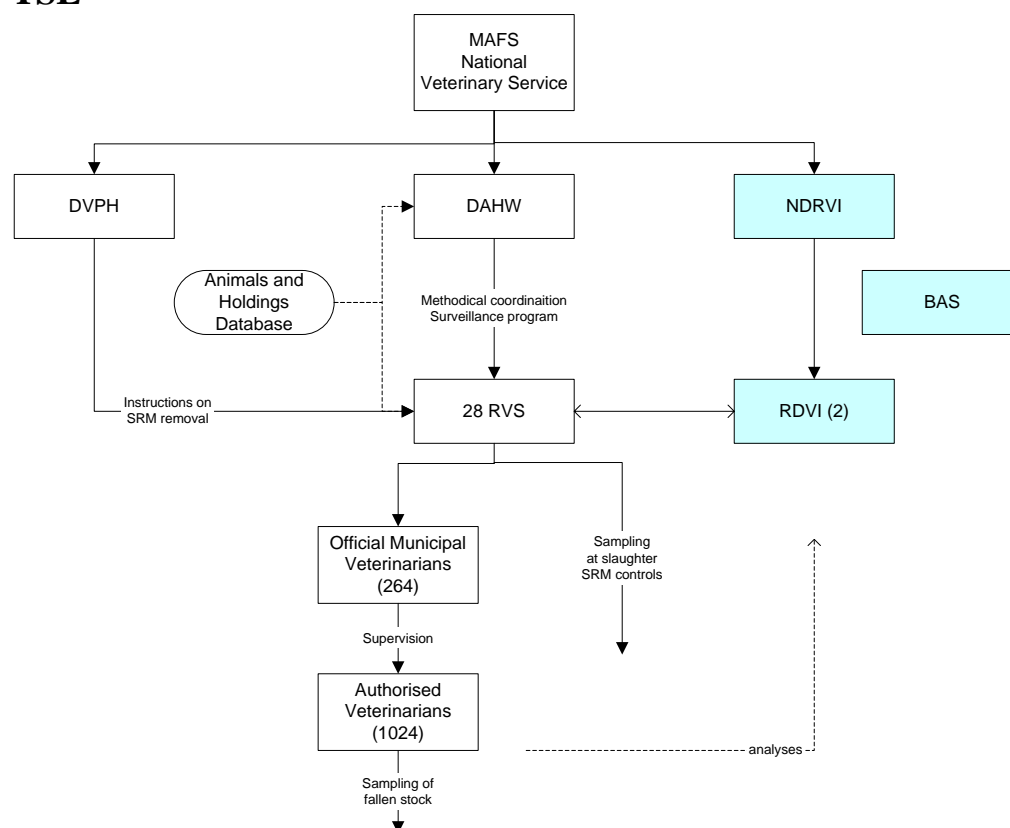 TSE
MAFS
National
Veterinary Service
DVPH
DAHW
NDRVI
Animals and
Holdings
Database
Methodical coordinaition
Surveillance program
BAS
Instructions on
SRM removal
28 RVS
RDVI (2)
Official Municipal
Veterinarians
(264)
Sampling
at slaughter
SRM controls
Supervision
Authorised
Veterinarians
(1024)
analyses
Sampling of
fallen stock